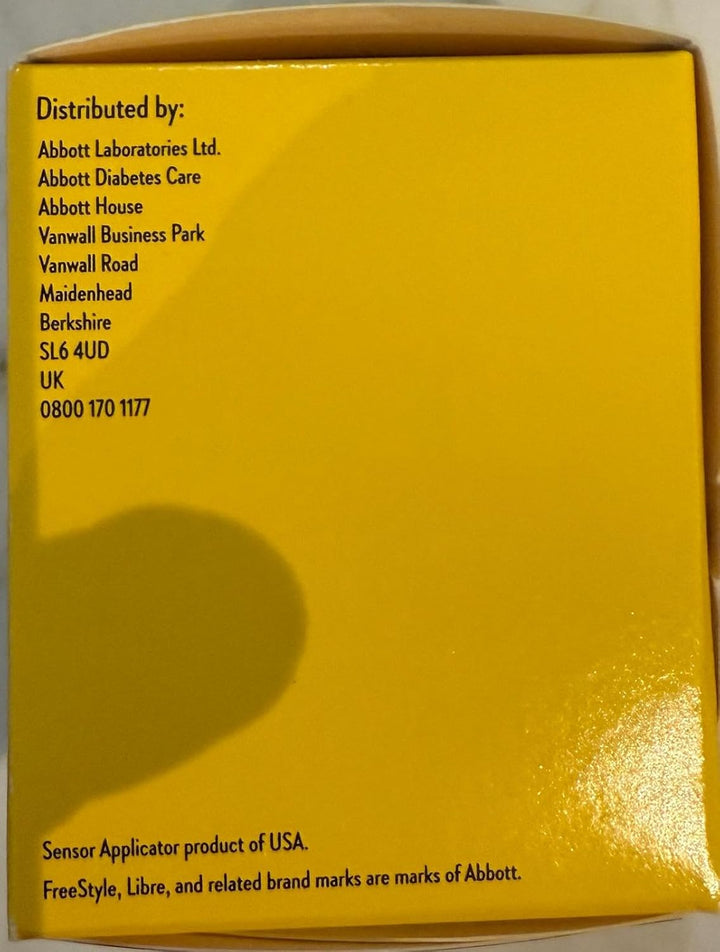 Distributed by:
Abbott Laboratories Ltd.
Abbott Diabetes Care
Abbott House
Vanwall Business Park
Vanwall Road
Maidenhead
Berkshire
SL6 4UD
UK
0800 170 1177
Sensor Applicator product of USA.
FreeStyle, Libre, and related brand marks are marks of Abbott.